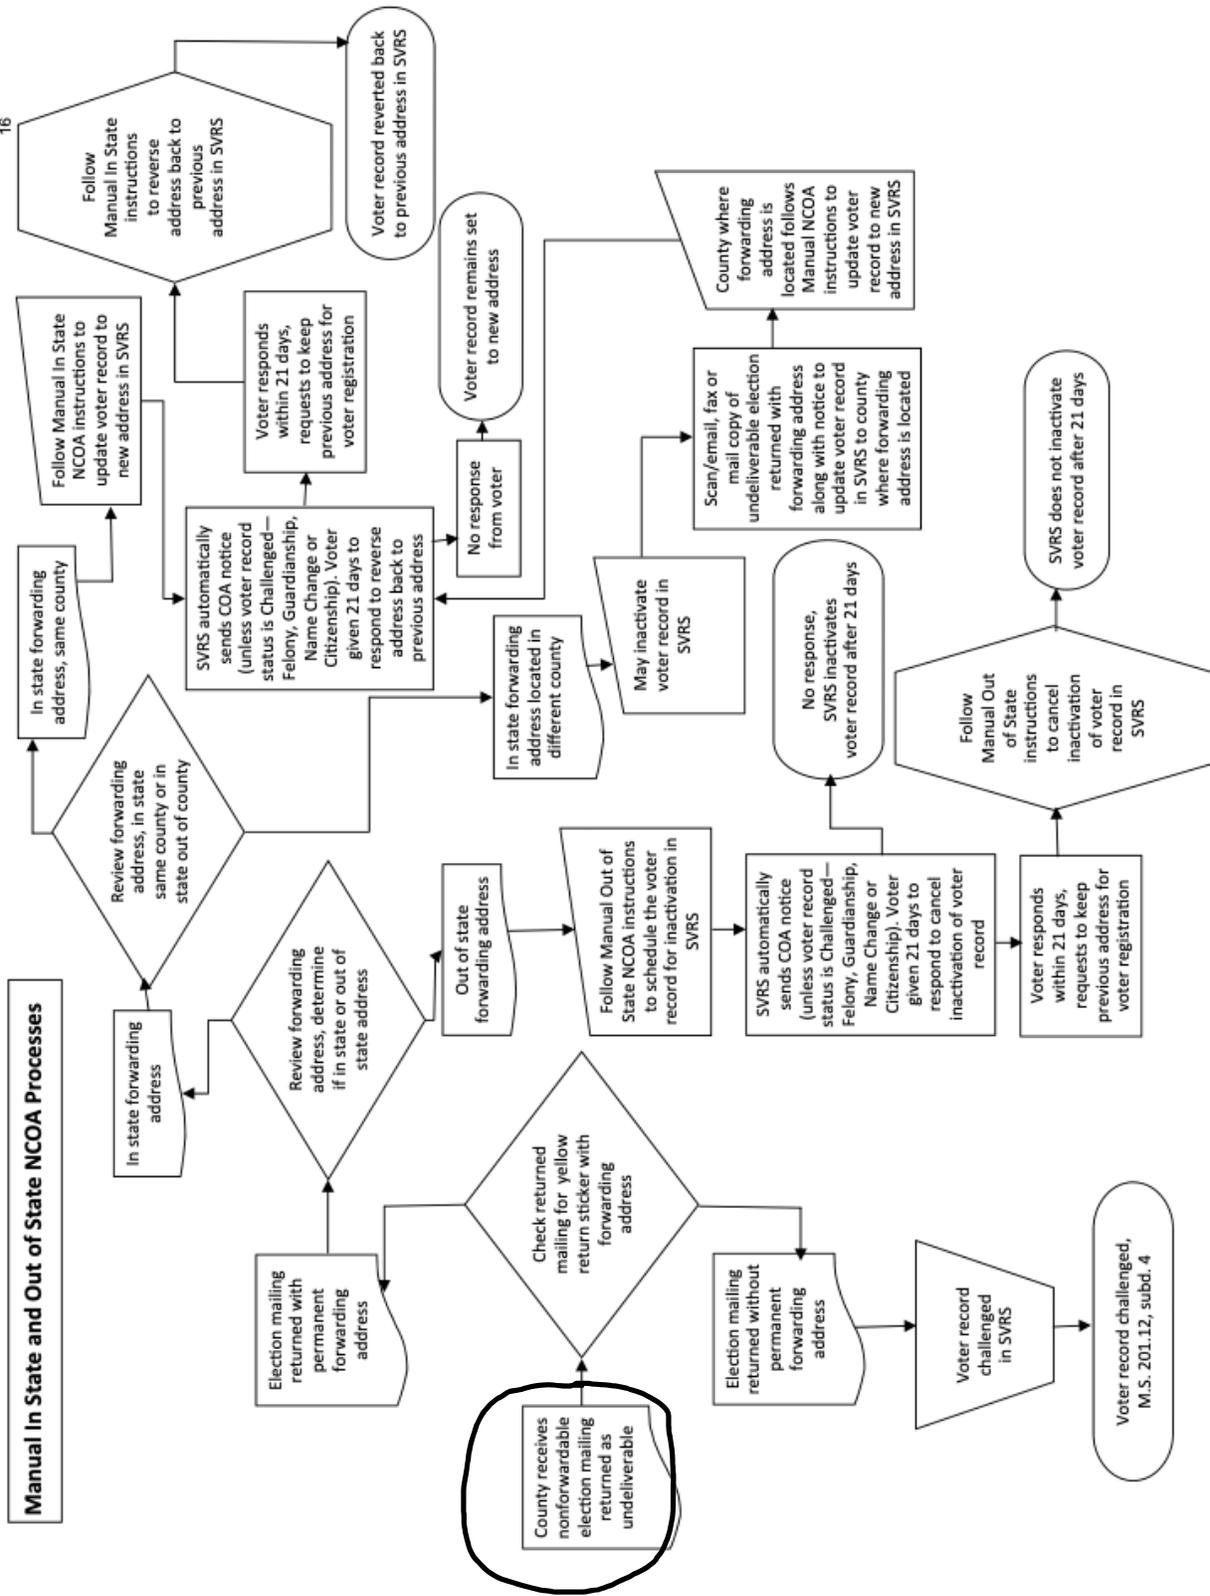 16
Manual In State and Out of State NCOA Processes
County receives
nonforwardable
election mailing
returned as
undeliverable
Check returned
mailing for yellow
return sticker with
forwarding
address
Election mailing
returned with
permanent
forwarding
address
Election mailing
returned without
permanent
forwarding
address
Voter record
challenged
in SVRS
Voter record challenged,
M.S. 201.12, subd. 4
Review forwarding
address, determine
if in state or out of
state address
In state forwarding
address
Out of state
forwarding address
Review forwarding
address, in state
same county or in
state out of county
In state forwarding
address, same county
Follow Manual In State
NCOA instructions to
update voter record to
new address in SVRS
SVRS automatically
sends COA notice
(unless voter record
status is Challenged—
Felony, Guardianship,
Name Change or
Citizenship). Voter
given 21 days to
respond to reverse
address back to
previous address
Voter responds
within 21 days,
requests to keep
previous address for
voter registration
Follow
Manual In State
instructions
to reverse
address back to
previous
address in SVRS
Voter record reverted back
to previous address in SVRS
No response
from voter
Voter record remains set
to new address
In state forwarding
address located in
different county
May inactivate
voter record in
SVRS
Scan/email, fax or
mail copy of
undeliverable election
returned with
forwarding address
along with notice to
update voter record
in SVRS to county
where forwarding
address is located
County where
forwarding
address is
located follows
Manual NCOA
instructions to
update voter
record to new
address in SVRS
Follow Manual Out of
State NCOA instructions
to schedule the voter
record for inactivation in
SVRS
SVRS automatically
sends COA notice
(unless voter record
status is Challenged—
Felony, Guardianship,
Name Change or
Citizenship). Voter
given 21 days to
respond to cancel
inactivation of voter
record
No response,
SVRS inactivates
voter record after 21 days
Voter responds
within 21 days,
requests to keep
previous address for
voter registration
Follow
Manual Out
of State
instructions
to cancel
inactivation
of voter
record in
SVRS
SVRS does not inactivate
voter record after 21 days